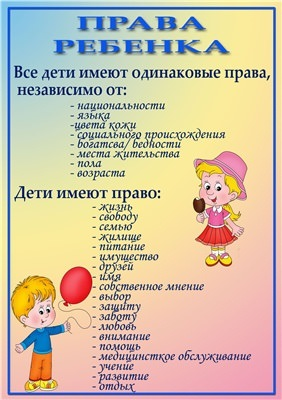 ПРАВА
РЕБЕНКА
Все дети имеют одинаковые права,
независимо от:
- национальности
- языка
-цвета кожи
- социального происхождения
- богатсва/ бедности
- места жительства
- пола
- возраста
Дети имеют право:
- жизнь
- свободу
- семью
- жилище
- питание
- имущество
- друзей
- имя
- собственное мнение
- выбор
- защиту
- заботу
- любовь
- внимание
- помощь
- медицинсткое обслуживание
- учение
- развитие
- отдых